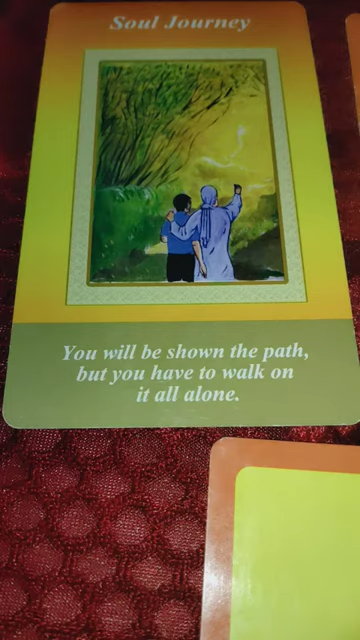 Soul Journey
You will be shown the path,
but you have to walk on
it all alone.